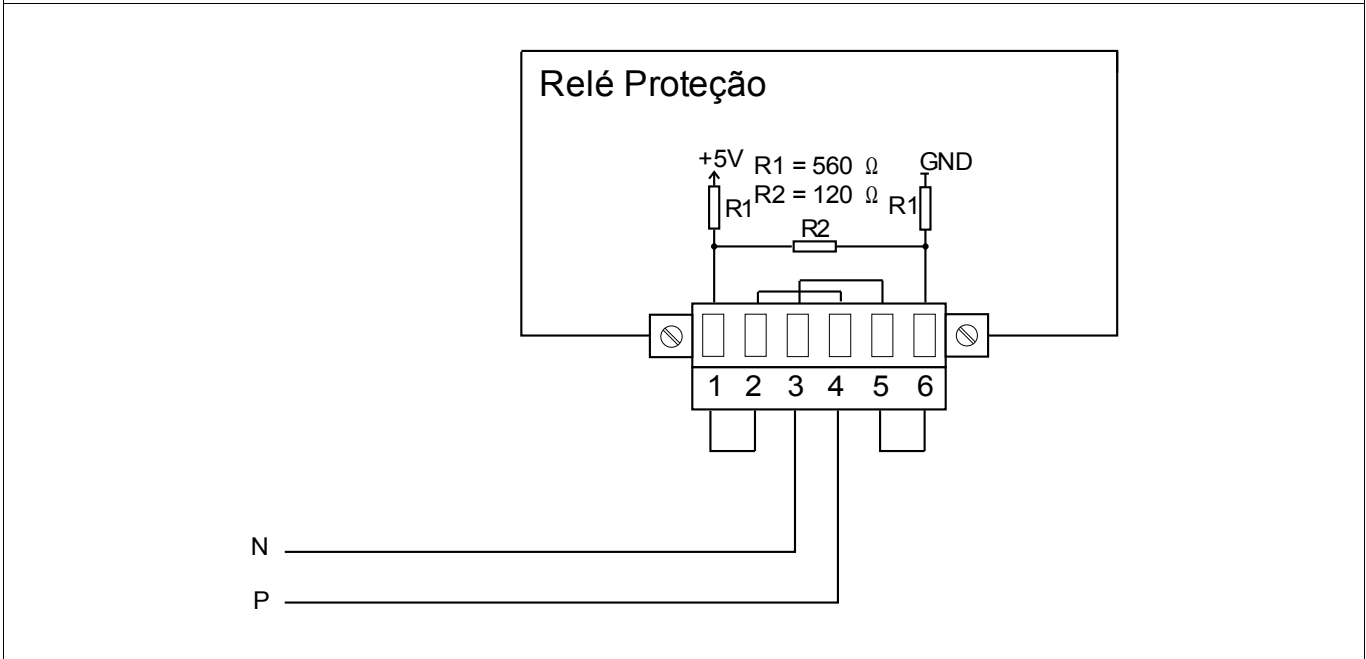 Relé Proteção
+5V R1 = 560 Ω GND
R1 R2 = 120 Ω R1
R2
1 2 3 4 5 6
N
P